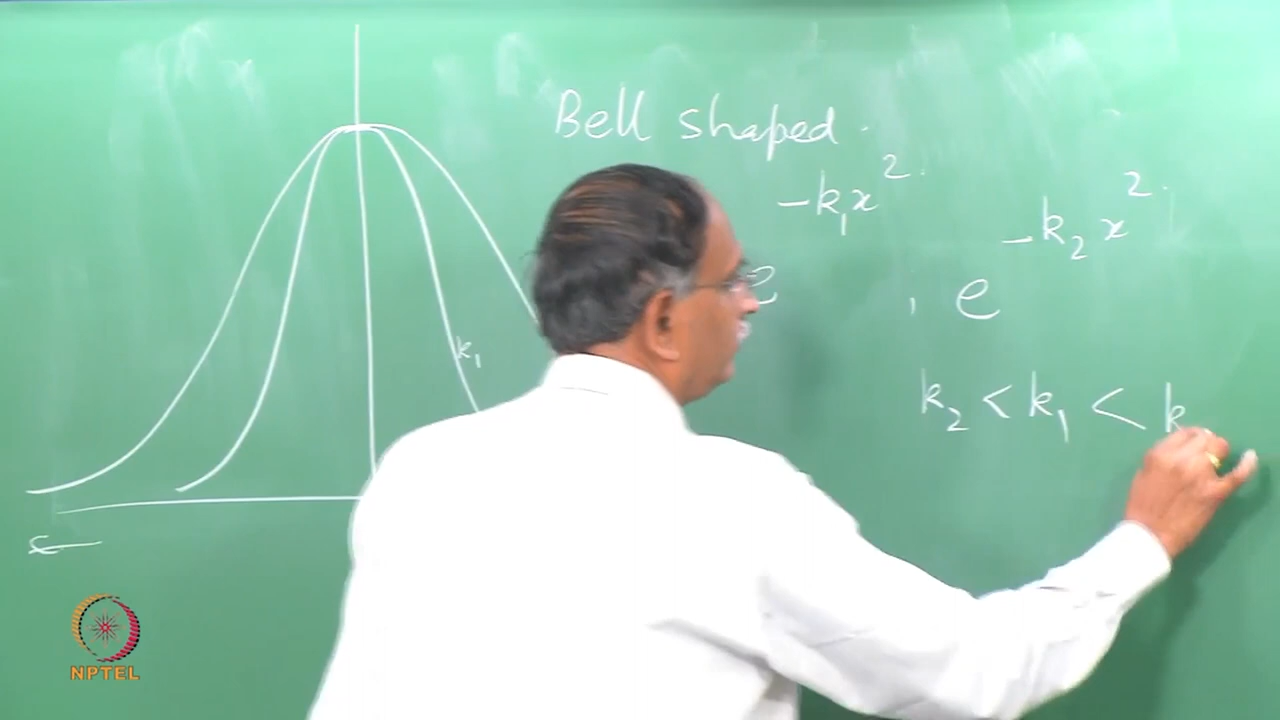 Bell shaped.
e^{-k₁x²}, e^{-k₂x²}
k₁
k₂ < k₁ < k
NPTEL